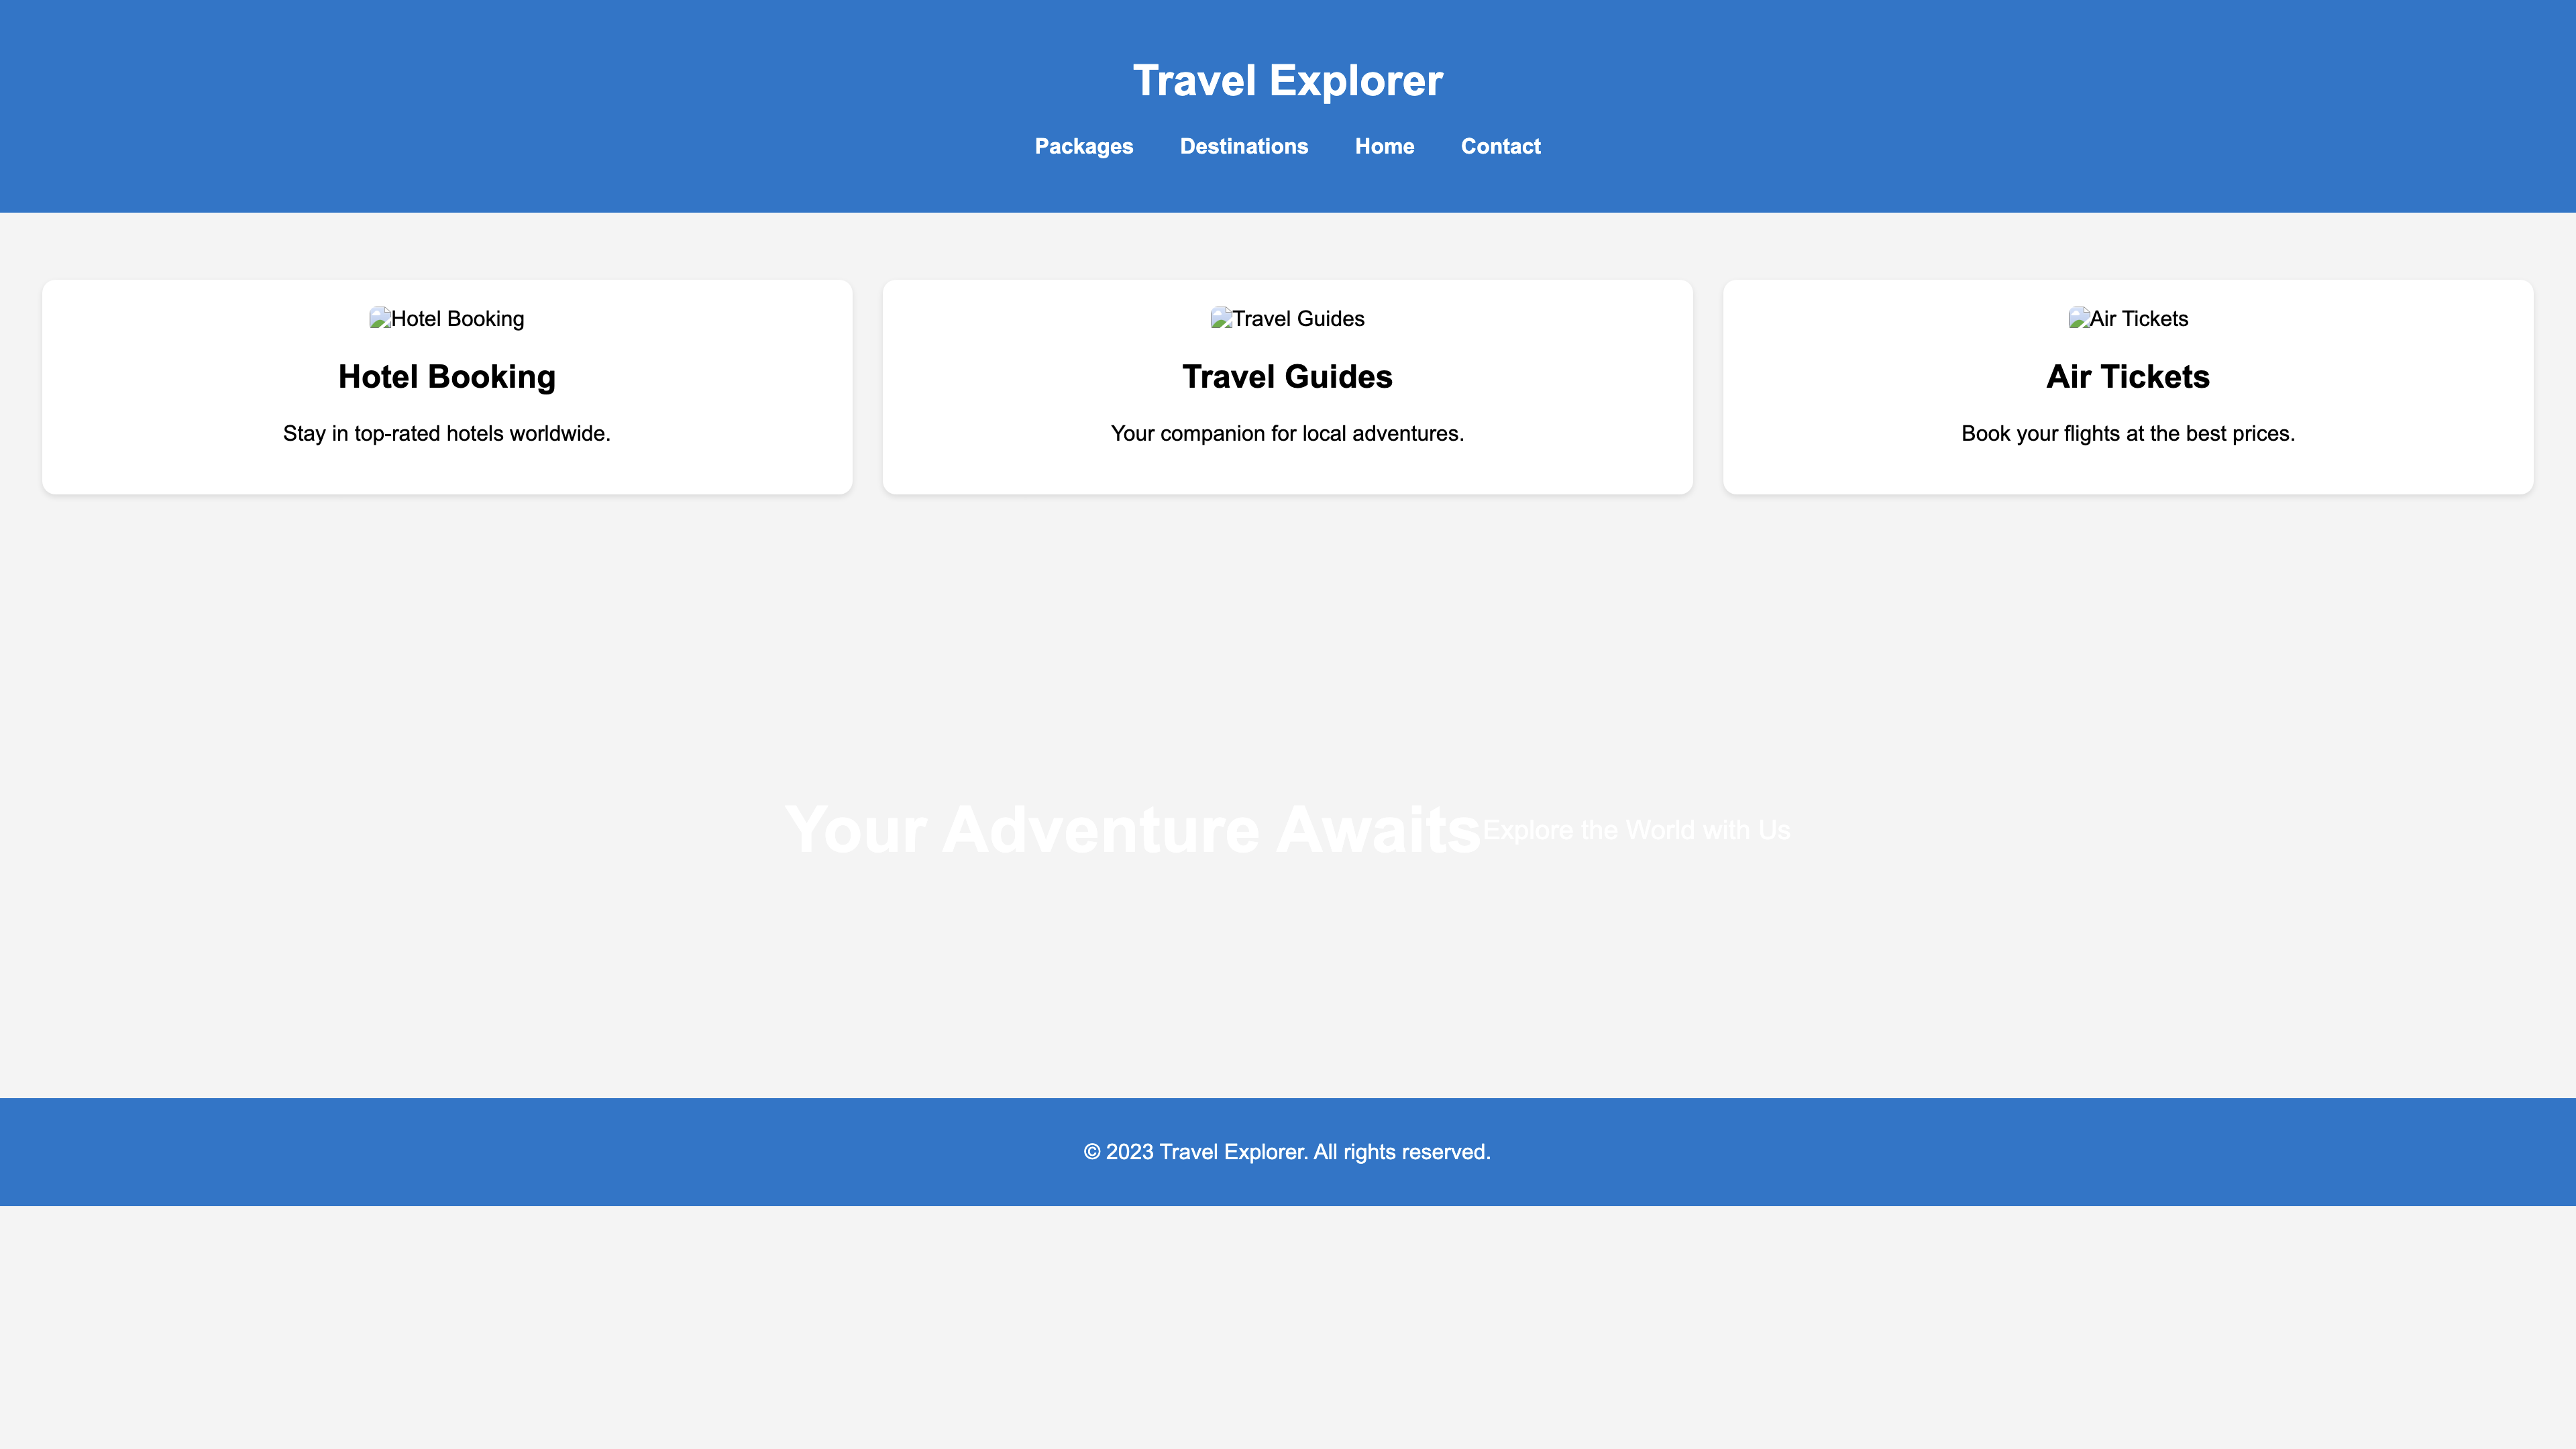 Travel Explorer
Packages Destinations Home Contact
Hotel Booking
Hotel Booking
Stay in top-rated hotels worldwide.
Travel Guides
Travel Guides
Your companion for local adventures.
Air Tickets
Air Tickets
Book your flights at the best prices.
Your Adventure Awaits Explore the World with Us
© 2023 Travel Explorer. All rights reserved.